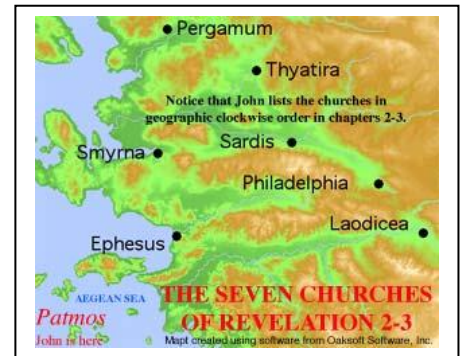 Pergamum
Thyatira
Notice that John lists the churches in
geographic clockwise order in chapters 2-3.
Sardis
Smyrna
Philadelphia
Laodicea
Ephesus
AEGEAN SEA
THE SEVEN CHURCHES
OF REVELATION 2-3
Patmos
John is here
Mapt created using software from Oaksoft Software, Inc.